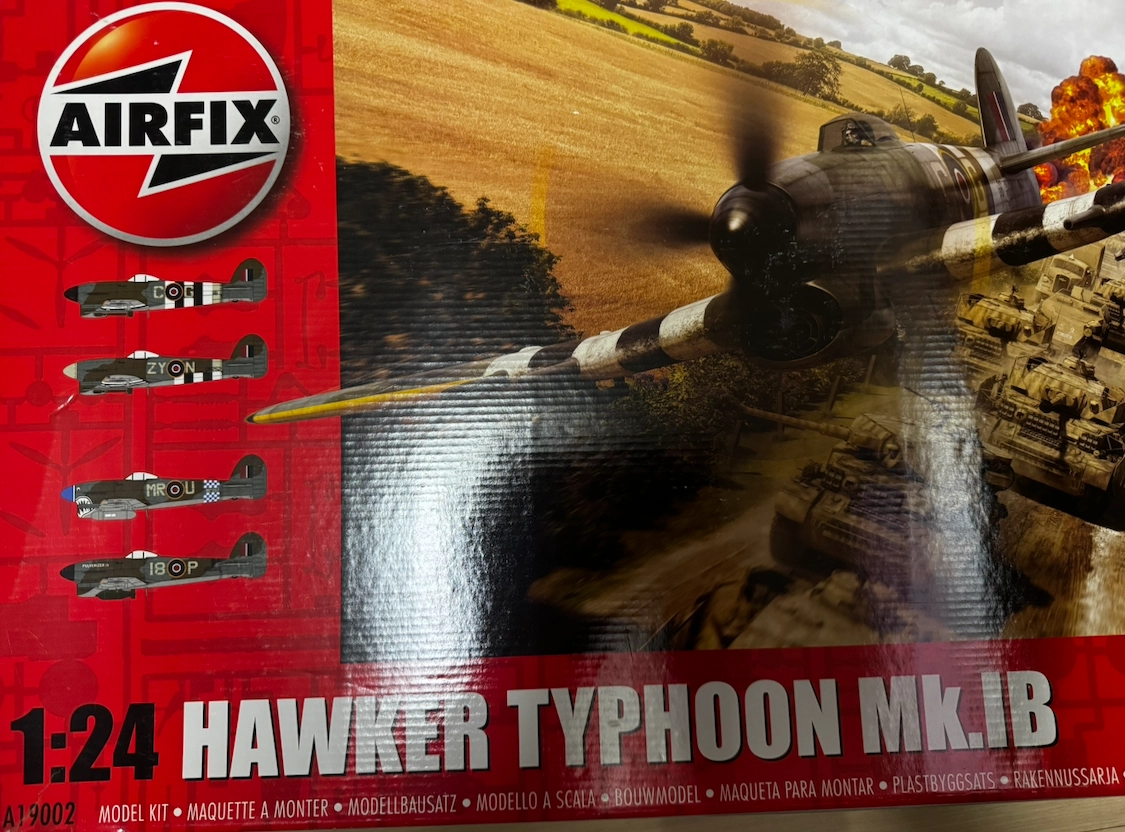 AIRFIX®
C G
ZY N
MR U
18 P
1:24 HAWKER TYPHOON Mk.IB
A19002 MODEL KIT • MAQUETTE A MONTER • MODELLBAUSATZ • MODELLO A SCALA • BOUWMODEL • MAQUETA PARA MONTAR • PLASTBYGGSATS • RAKENNUSSARJA •